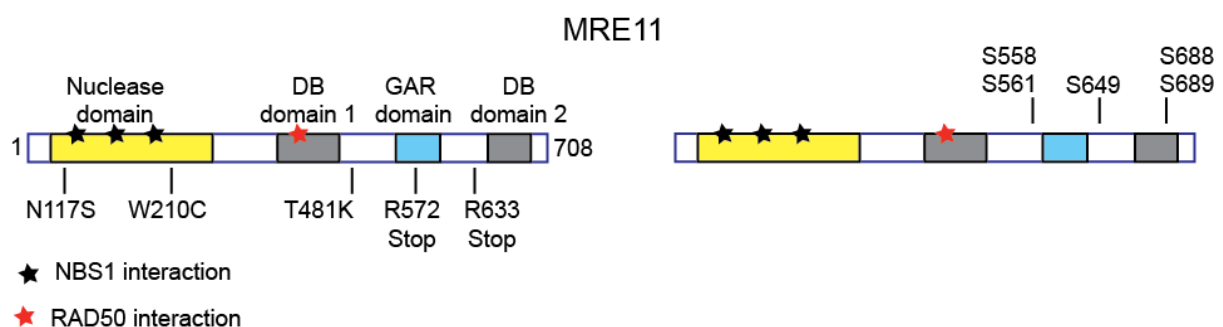 MRE11
Nuclease
domain
DB
domain 1
GAR
domain
DB
domain 2
1
708
N117S
W210C
T481K
R572
Stop
R633
Stop
NBS1 interaction
RAD50 interaction
S558
S561
S649
S688
S689